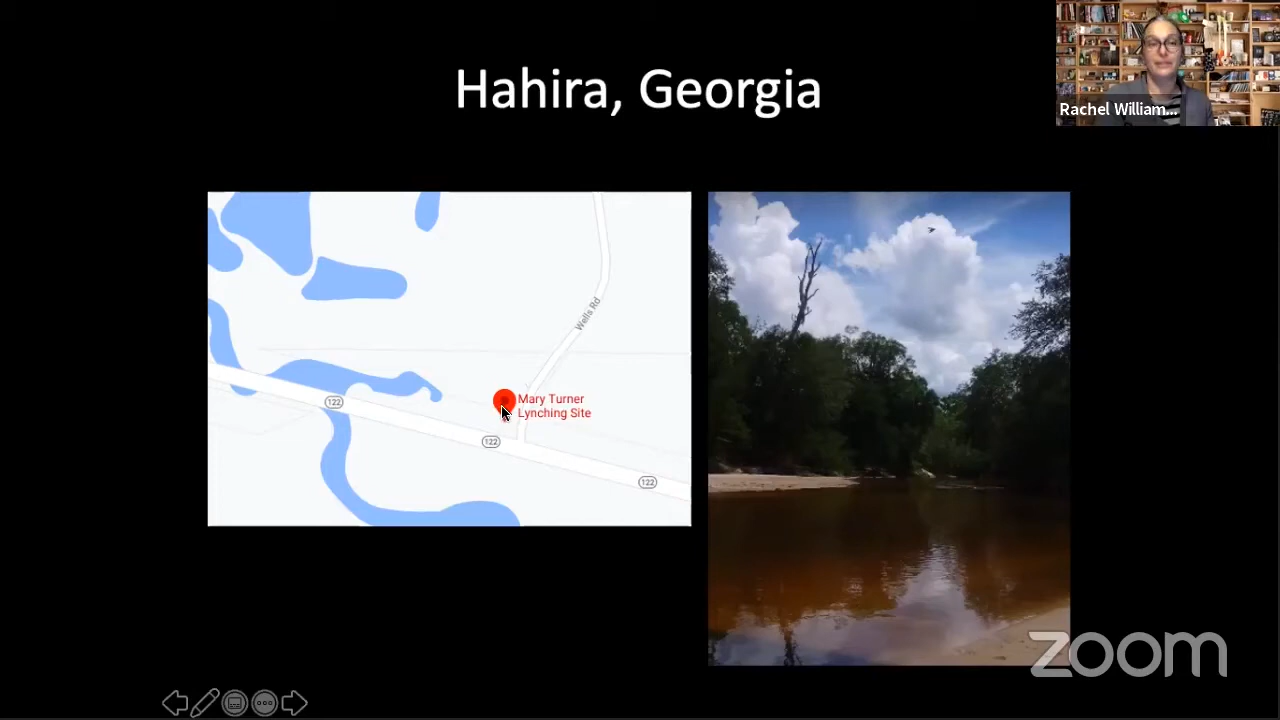 Hahira, Georgia
Rachel William...
Wells Rd
122
Mary Turner
Lynching Site
122
122
zoom